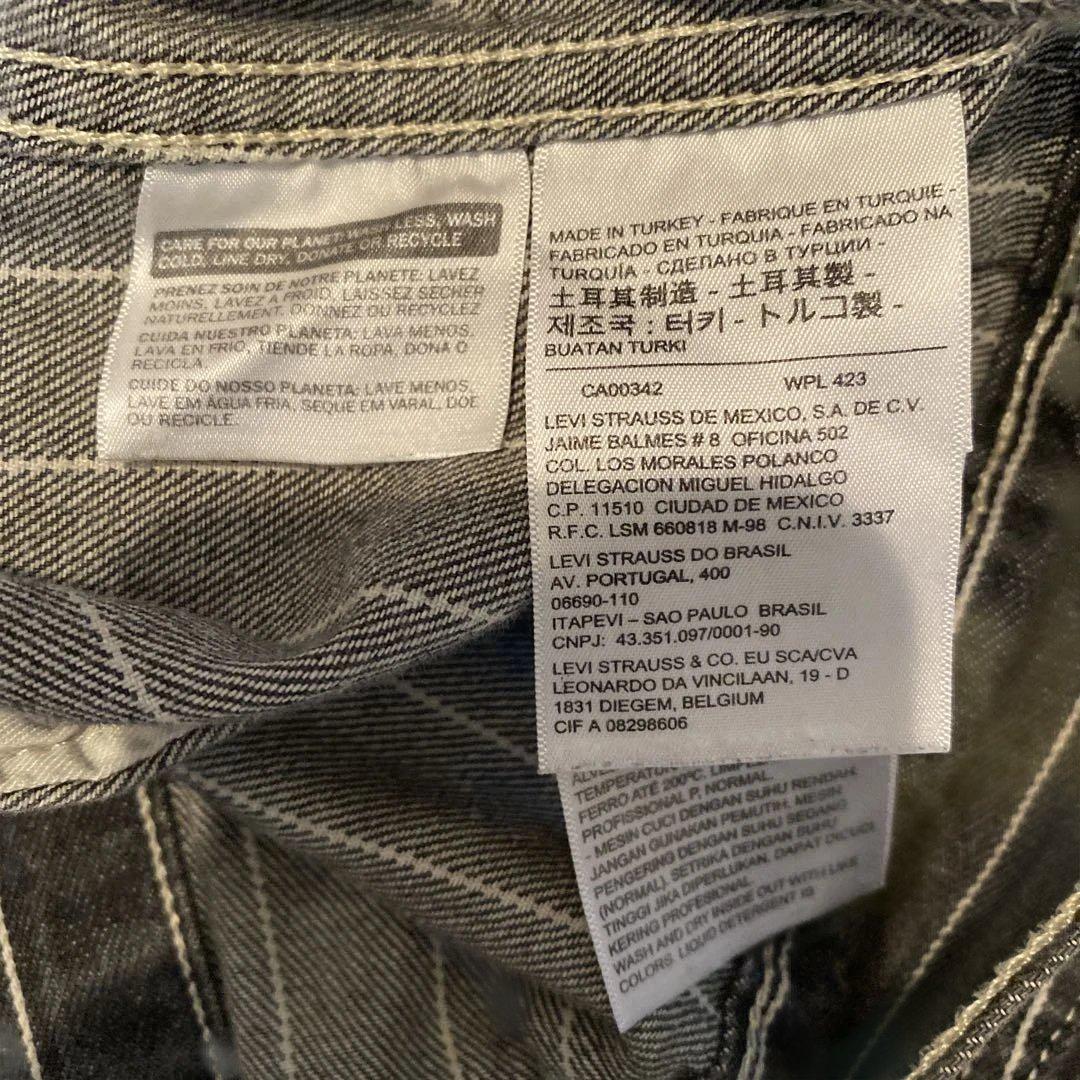 CARE FOR OUR PLANET: WASH LESS, WASH
COLD, LINE DRY, DONATE OR RECYCLE
PRENEZ SOIN DE NOTRE PLANETE: LAVEZ
MOINS, LAVEZ A FROID, LAISSEZ SECHER
NATURELLEMENT, DONNEZ OU RECYCLEZ
CUIDA NUESTRO PLANETA: LAVA MENOS,
LAVA EN FRIO, TIENDE LA ROPA, DONA O
RECICLA
CUIDE DO NOSSO PLANETA: LAVE MENOS,
LAVE EM AGUA FRIA, SEQUE EM VARAL, DOE
OU RECICLE.
MADE IN TURKEY - FABRIQUE EN TURQUIE -
FABRICADO EN TURQUIA - FABRICADO NA
TURQUÍA - СДЕЛАНО В ТУРЦИИ -
土耳其制造 - 土耳其製 -
제조국 : 터키 - トルコ製 -
BUATAN TURKI
CA00342 WPL 423
LEVI STRAUSS DE MEXICO, S.A. DE C.V.
JAIME BALMES # 8 OFICINA 502
COL. LOS MORALES POLANCO
DELEGACION MIGUEL HIDALGO
C.P. 11510 CIUDAD DE MEXICO
R.F.C. LSM 660818 M-98 C.N.I.V. 3337
LEVI STRAUSS DO BRASIL
AV. PORTUGAL, 400
06690-110
ITAPEVI – SAO PAULO BRASIL
CNPJ: 43.351.097/0001-90
LEVI STRAUSS & CO. EU SCA/CVA
LEONARDO DA VINCILAAN, 19 - D
1831 DIEGEM, BELGIUM
CIF A 08298606
FERRO ATÉ 200ºC. LIMPEZA
PROFISSIONAL P, NORMAL.
- MESIN CUCI DENGAN SUHU RENDAH.
JANGAN GUNAKAN PEMUTIH. MESIN
PENGERING DENGAN SUHU SEDANG
(NORMAL). SETRIKA DENGAN SUHU
TINGGI JIKA DIPERLUKAN. DAPAT DICUCI
KERING PROFESIONAL
WASH AND DRY INSIDE OUT WITH LIKE
COLORS. LIQUID DETERGENT IS